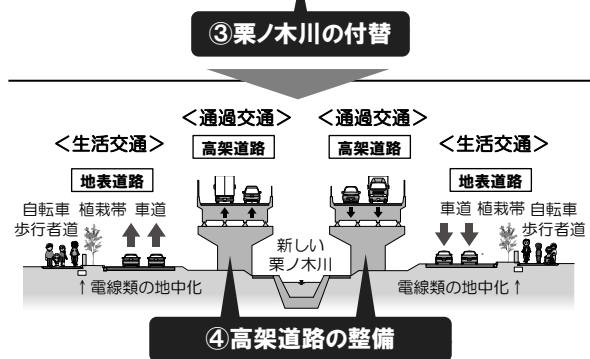 ③栗ノ木川の付替
＜通過交通＞ ＜通過交通＞
＜生活交通＞ 高架道路 高架道路 ＜生活交通＞
地表道路 地表道路
自転車 植栽帯 車道 車道 植栽帯 自転車
歩行者道 歩行者道
新しい
栗ノ木川
↑電線類の地中化 電線類の地中化↑
④高架道路の整備